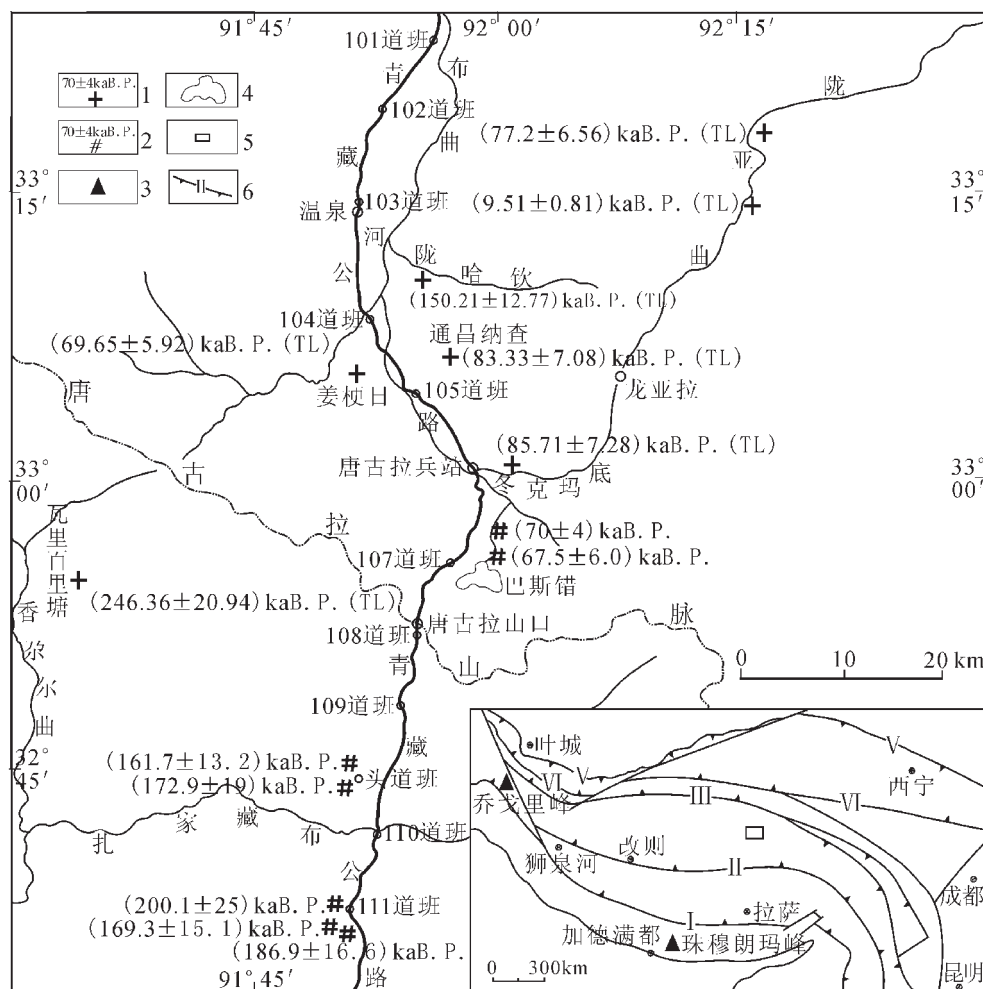 91°45′
92°00′
92°15′
101道班
青
布
陇
70±4kaB.P.
1
4
102道班
曲
(77.2±6.56)kaB.P.(TL)
70±4kaB.P.
#
2
5
藏
亚
33°
15′
3
II
6
103道班
(9.51±0.81)kaB.P.(TL)
33°
15′
温泉
河
陇
哈
钦
曲
公
(150.21±12.77)kaB.P.(TL)
104道班
通昌纳查
(69.65±5.92)kaB.P.(TL)
(83.33±7.08)kaB.P.(TL)
唐
姜梗日
105道班
龙亚拉
路
(85.71±7.28)kaB.P.(TL)
33°
00′
古
唐古拉兵站
冬克玛底
33°
00′
瓦里百里塘
拉
#(70±4)kaB.P.
107道班
#(67.5±6.0)kaB.P.
巴斯错
(246.36±20.94)kaB.P.(TL)
香
尕
尔
曲
唐古拉山口
脉
108道班
青
山
0 10 20 km
109道班
藏
32°
45′
(161.7±13.2)kaB.P.#
头道班
(172.9±19)kaB.P.#
扎
家
藏
布
110道班
公
(200.1±25)kaB.P.#
111道班
(169.3±15.1)kaB.P.#
#
(186.9±16.6)kaB.P.
91°45′
路
叶城
V
VI
V
西宁
乔戈里峰
III
VI
狮泉河
改则
II
成都
I
拉萨
加德满都
珠穆朗玛峰
0 300km
昆明